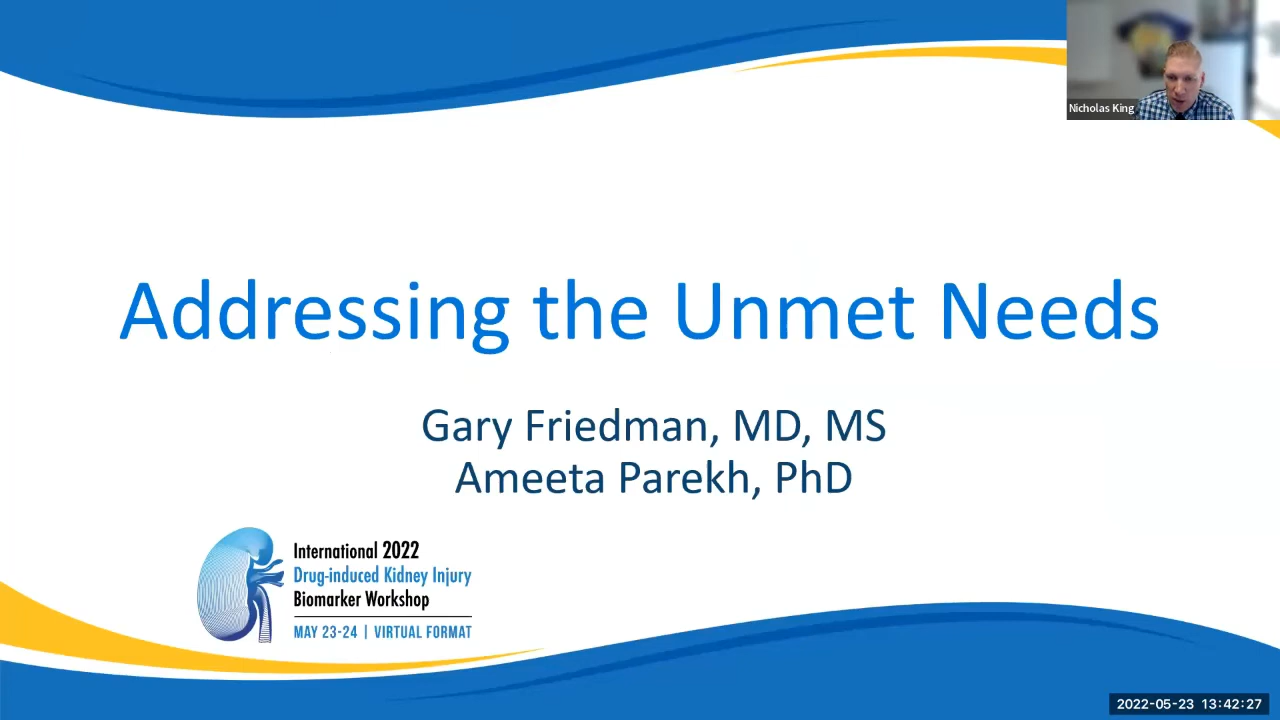 Nicholas King
Addressing the Unmet Needs
Gary Friedman, MD, MS
Ameeta Parekh, PhD
International 2022
Drug-induced Kidney Injury
Biomarker Workshop
MAY 23-24 | VIRTUAL FORMAT
2022-05-23 13:42:27